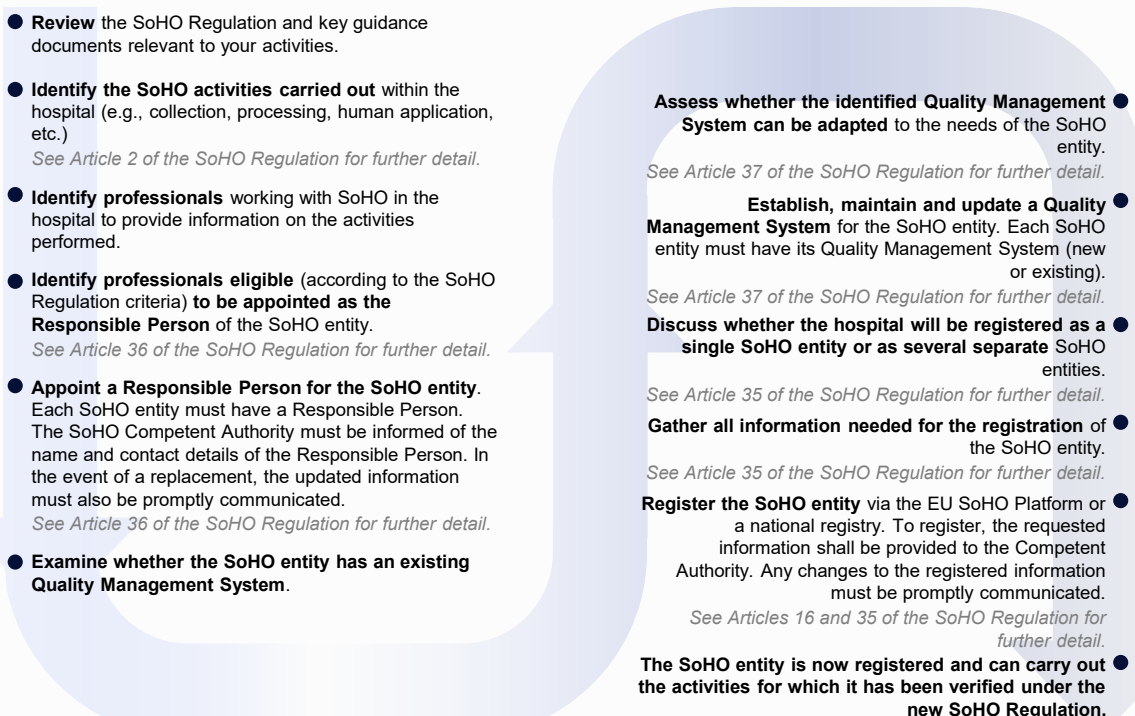 Review the SoHO Regulation and key guidance
documents relevant to your activities.
Identify the SoHO activities carried out within the
hospital (e.g., collection, processing, human application,
etc.)
See Article 2 of the SoHO Regulation for further detail.
Identify professionals working with SoHO in the
hospital to provide information on the activities
performed.
Identify professionals eligible (according to the SoHO
Regulation criteria) to be appointed as the
Responsible Person of the SoHO entity.
See Article 36 of the SoHO Regulation for further detail.
Appoint a Responsible Person for the SoHO entity.
Each SoHO entity must have a Responsible Person.
The SoHO Competent Authority must be informed of the
name and contact details of the Responsible Person. In
the event of a replacement, the updated information
must also be promptly communicated.
See Article 36 of the SoHO Regulation for further detail.
Examine whether the SoHO entity has an existing
Quality Management System.
Assess whether the identified Quality Management
System can be adapted to the needs of the SoHO
entity.
See Article 37 of the SoHO Regulation for further detail.
Establish, maintain and update a Quality
Management System for the SoHO entity. Each SoHO
entity must have its Quality Management System (new
or existing).
See Article 37 of the SoHO Regulation for further detail.
Discuss whether the hospital will be registered as a
single SoHO entity or as several separate SoHO
entities.
See Article 35 of the SoHO Regulation for further detail.
Gather all information needed for the registration of
the SoHO entity.
See Article 35 of the SoHO Regulation for further detail.
Register the SoHO entity via the EU SoHO Platform or
a national registry. To register, the requested
information shall be provided to the Competent
Authority. Any changes to the registered information
must be promptly communicated.
See Articles 16 and 35 of the SoHO Regulation for
further detail.
The SoHO entity is now registered and can carry out
the activities for which it has been verified under the
new SoHO Regulation.